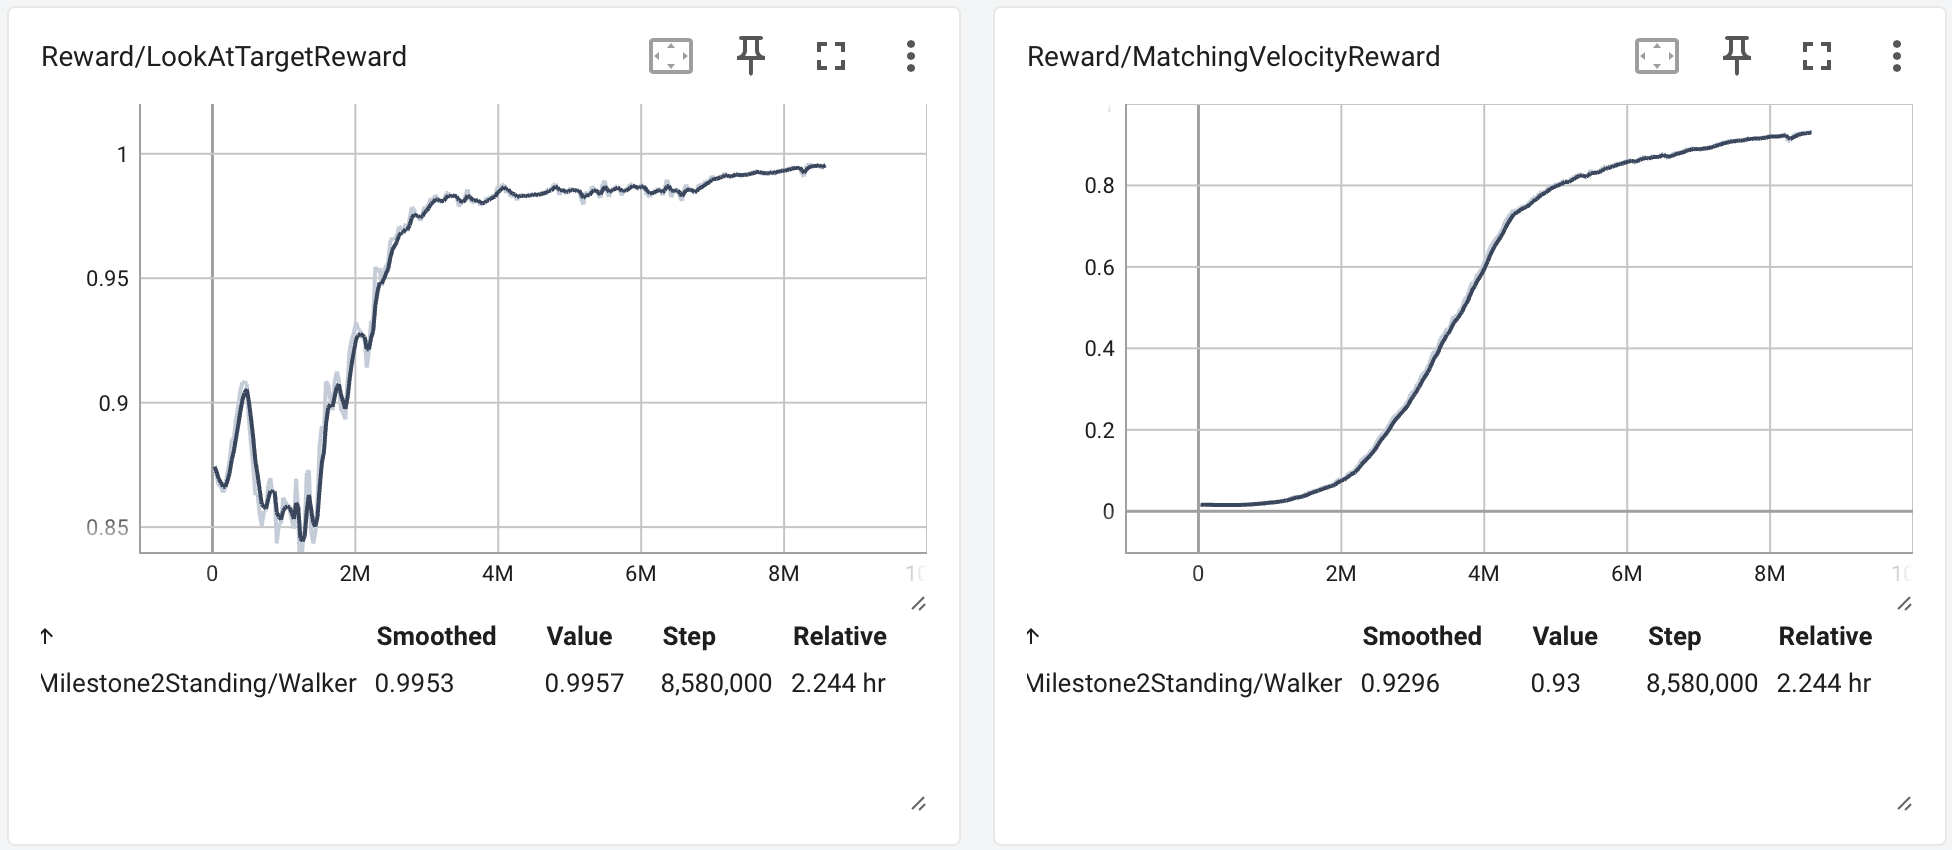 Reward/LookAtTargetReward
1
0.95
0.9
0.85
0 2M 4M 6M 8M
↑ Smoothed Value Step Relative
Milestone2Standing/Walker 0.9953 0.9957 8,580,000 2.244 hr
Reward/MatchingVelocityReward
0.8
0.6
0.4
0.2
0
0 2M 4M 6M 8M
↑ Smoothed Value Step Relative
Milestone2Standing/Walker 0.9296 0.93 8,580,000 2.244 hr